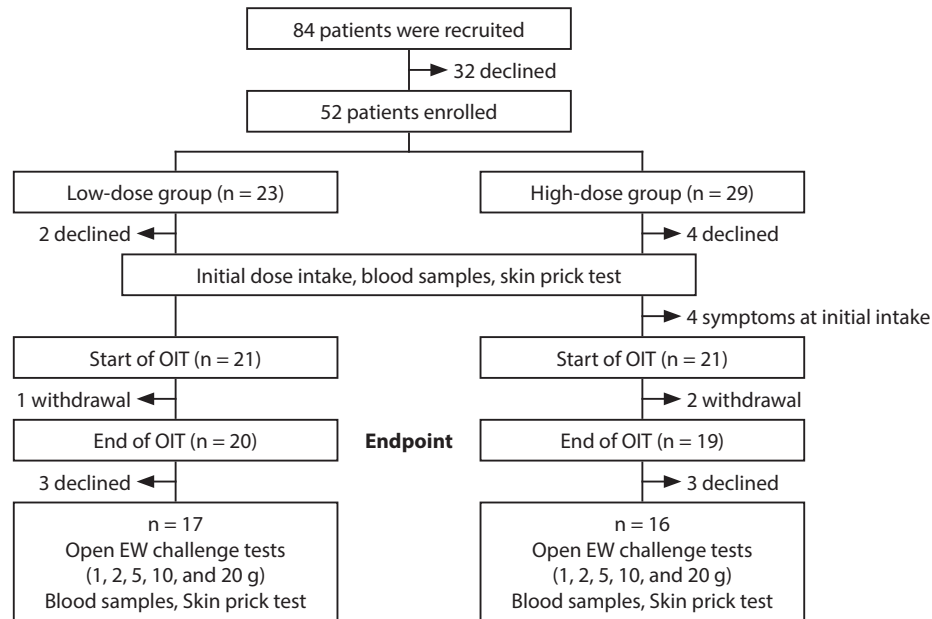 84 patients were recruited
32 declined
52 patients enrolled
Low-dose group (n = 23)
High-dose group (n = 29)
2 declined
4 declined
Initial dose intake, blood samples, skin prick test
4 symptoms at initial intake
Start of OIT (n = 21)
Start of OIT (n = 21)
1 withdrawal
2 withdrawal
End of OIT (n = 20)
Endpoint
End of OIT (n = 19)
3 declined
3 declined
n = 17
Open EW challenge tests
(1, 2, 5, 10, and 20 g)
Blood samples, Skin prick test
n = 16
Open EW challenge tests
(1, 2, 5, 10, and 20 g)
Blood samples, Skin prick test